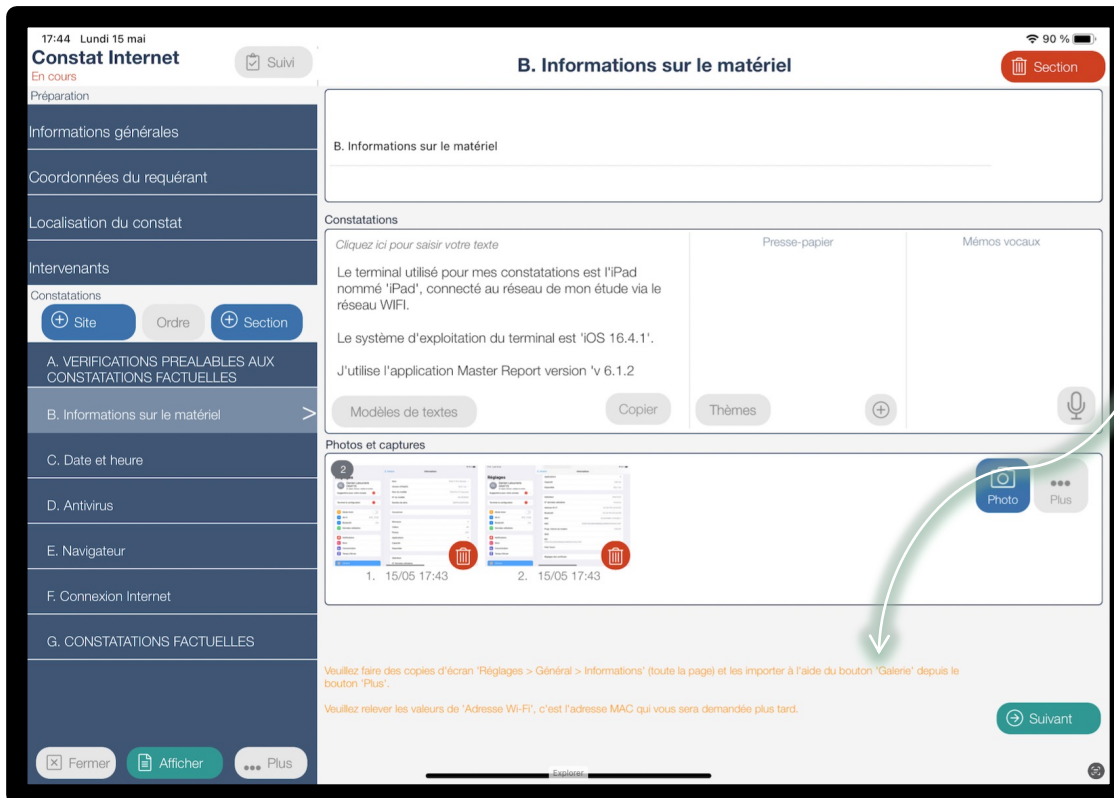 17:44 Lundi 15 mai
90 %
Constat Internet
En cours
Suivi
B. Informations sur le matériel
Section
Préparation
Informations générales
Coordonnées du requérant
Localisation du constat
Intervenants
Constatations
Site
Ordre
Section
A. VERIFICATIONS PREALABLES AUX
CONSTATATIONS FACTUELLES
B. Informations sur le matériel >
C. Date et heure
D. Antivirus
E. Navigateur
F. Connexion Internet
G. CONSTATATIONS FACTUELLES
Fermer
Afficher
Plus
B. Informations sur le matériel
Constatations
Cliquez ici pour saisir votre texte
Le terminal utilisé pour mes constatations est l'iPad
nommé 'iPad', connecté au réseau de mon étude via le
réseau WIFI.
Le système d'exploitation du terminal est 'iOS 16.4.1'.
J'utilise l'application Master Report version 'v 6.1.2
Modèles de textes
Copier
Presse-papier
Thèmes
Mémos vocaux
Photos et captures
2
Réglages
Réglages
1. 15/05 17:43
2. 15/05 17:43
Photo
Plus
Veuillez faire des copies d'écran 'Réglages > Général > Informations' (toute la page) et les importer à l'aide du bouton 'Galerie' depuis le
bouton 'Plus'.
Veuillez relever les valeurs de 'Adresse Wi-Fi', c'est l'adresse MAC qui vous sera demandée plus tard.
Suivant
Explorer